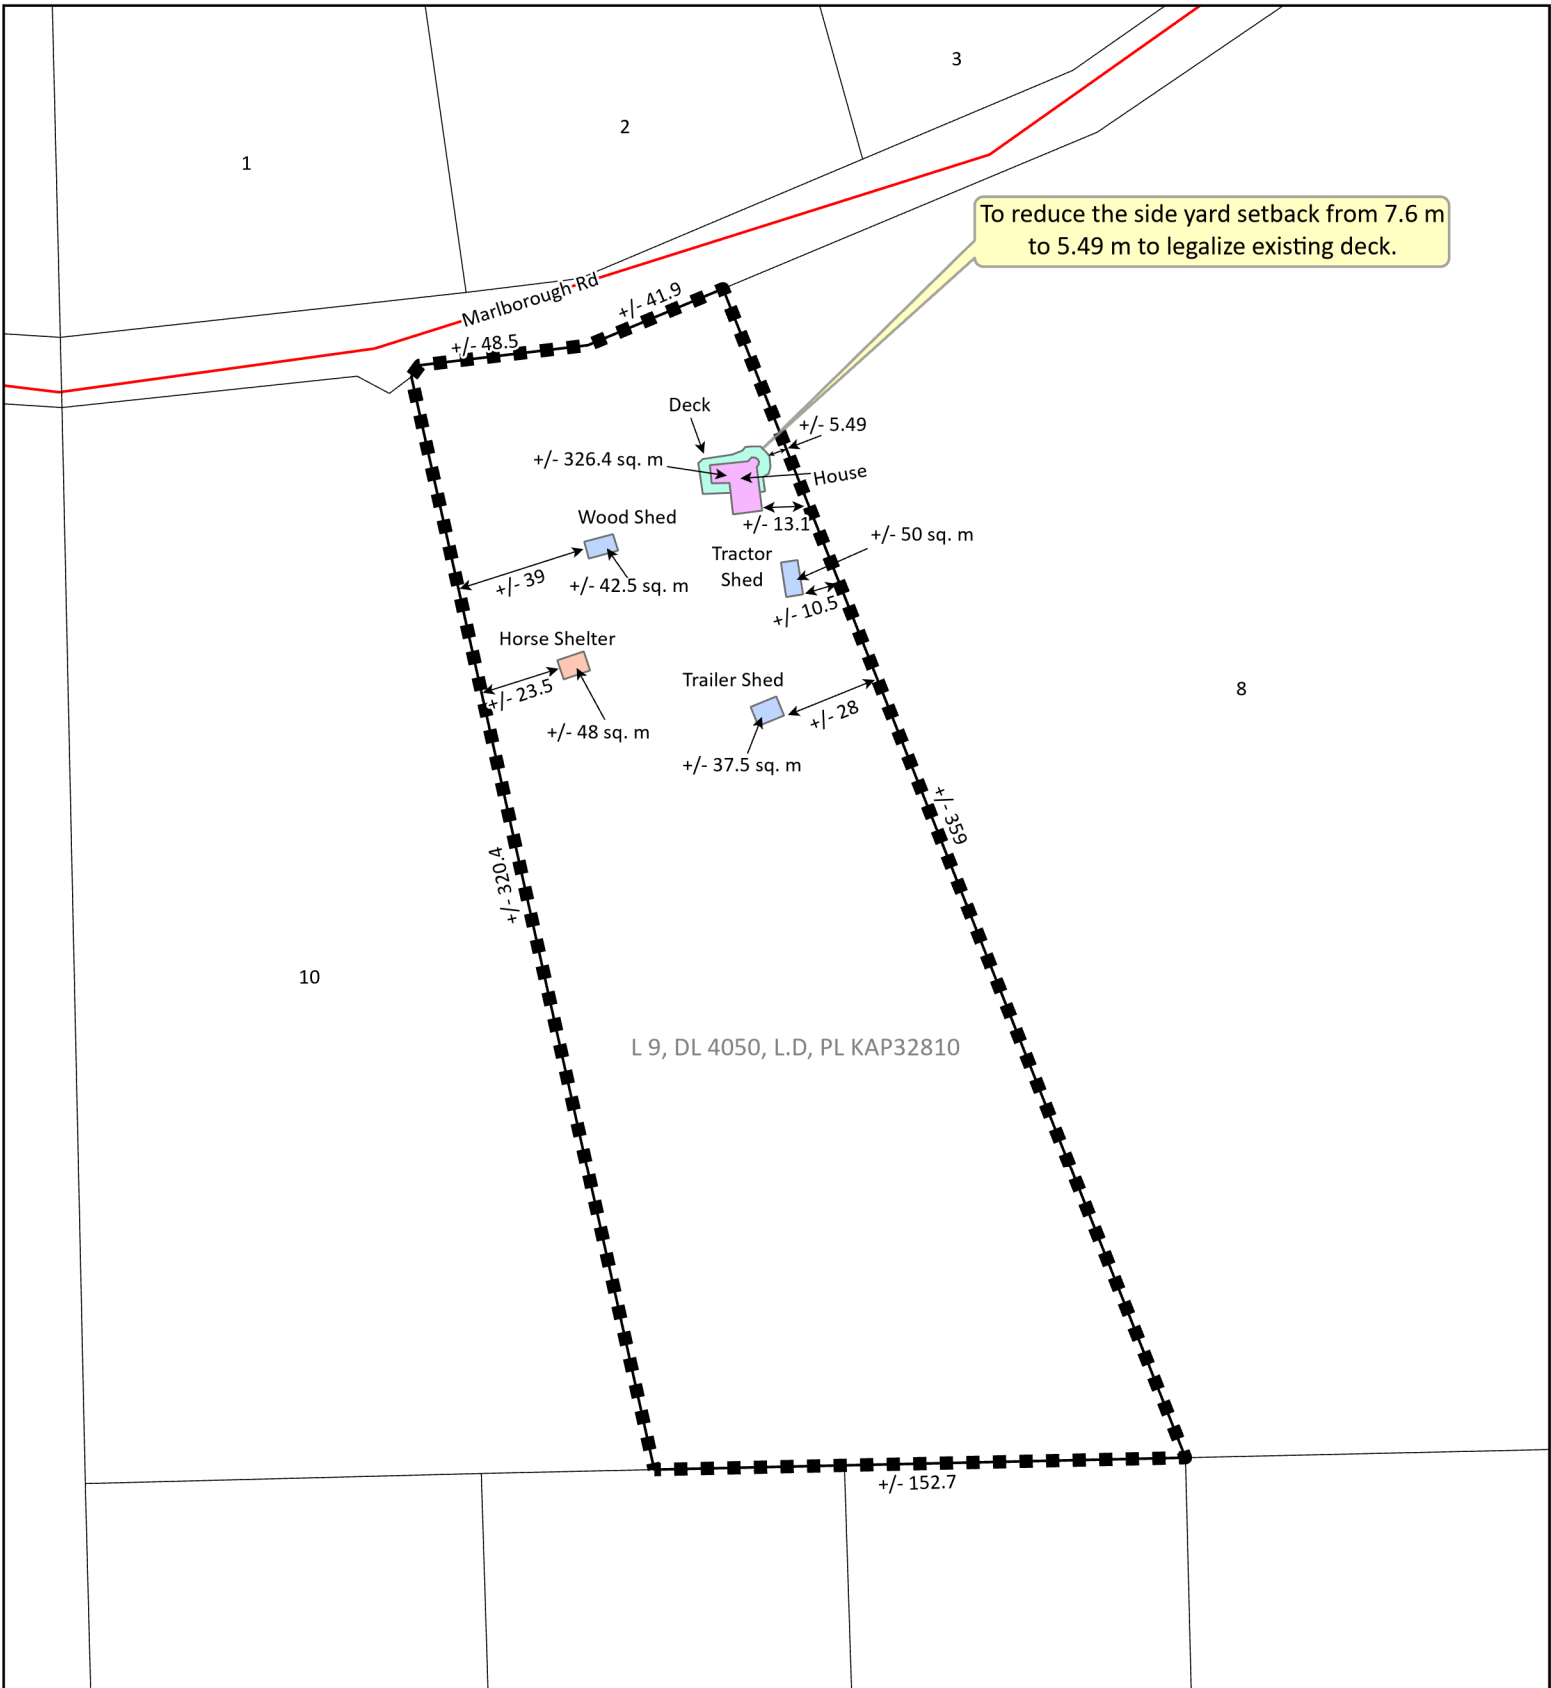 3
2
1
To reduce the side yard setback from 7.6 m
to 5.49 m to legalize existing deck.
Marlborough Rd
+/- 41.9
+/- 48.5
Deck
+/- 5.49
+/- 326.4 sq. m
House
Wood Shed
+/- 13.1
+/- 50 sq. m
Tractor
Shed
+/- 39
+/- 42.5 sq. m
+/- 10.5
Horse Shelter
Trailer Shed
8
+/- 23.5
+/- 28
+/- 48 sq. m
+/- 37.5 sq. m
+/- 359
+/- 320.4
10
L 9, DL 4050, L.D, PL KAP32810
+/- 152.7